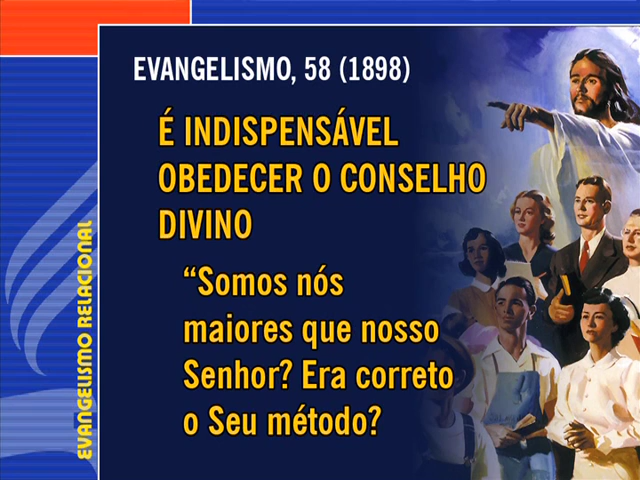 EVANGELISMO, 58 (1898)
É INDISPENSÁVEL
OBEDECER O CONSELHO
DIVINO
“Somos nós
maiores que nosso
Senhor? Era correto
o Seu método?
EVANGELISMO RELACIONAL